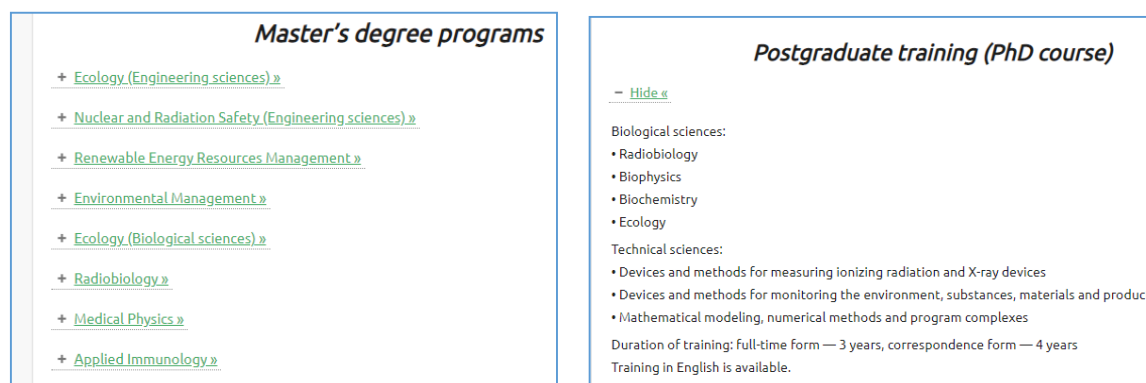 Master's degree programs
+ Ecology (Engineering sciences) »
+ Nuclear and Radiation Safety (Engineering sciences) »
+ Renewable Energy Resources Management »
+ Environmental Management »
+ Ecology (Biological sciences) »
+ Radiobiology »
+ Medical Physics »
+ Applied Immunology »
Postgraduate training (PhD course)
− Hide «
Biological sciences:
• Radiobiology
• Biophysics
• Biochemistry
• Ecology
Technical sciences:
• Devices and methods for measuring ionizing radiation and X-ray devices
• Devices and methods for monitoring the environment, substances, materials and produc
• Mathematical modeling, numerical methods and program complexes
Duration of training: full-time form — 3 years, correspondence form — 4 years
Training in English is available.